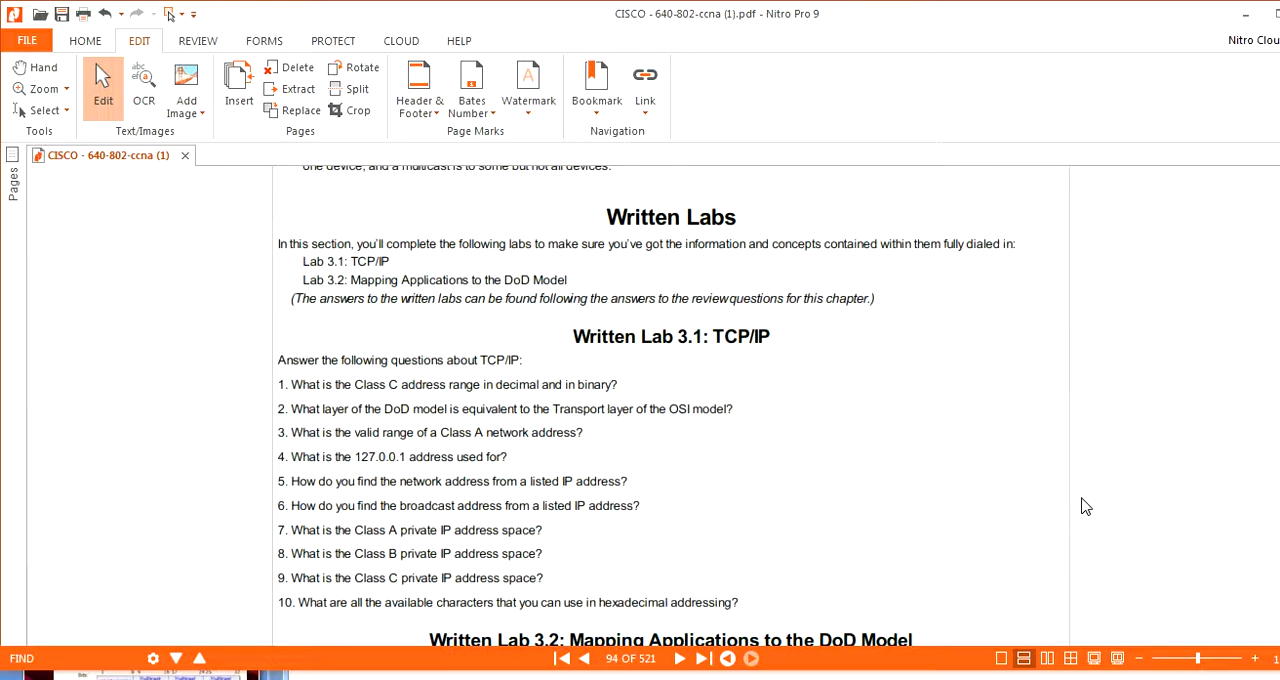 CISCO - 640-802-ccna (1).pdf - Nitro Pro 9
FILE HOME EDIT REVIEW FORMS PROTECT CLOUD HELP
Nitro Clou
Hand
Zoom
Select
Tools
Edit
abc
OCR
Add
Image
Text/Images
Insert
Delete
Extract
Replace
Rotate
Split
Crop
Pages
Header &
Footer
Bates
Number
Watermark
Page Marks
Bookmark
Link
Navigation
CISCO - 640-802-ccna (1)
Pages
one device, and a multicast is to some but not all devices.
Written Labs
In this section, you'll complete the following labs to make sure you've got the information and concepts contained within them fully dialed in:
Lab 3.1: TCP/IP
Lab 3.2: Mapping Applications to the DoD Model
(The answers to the written labs can be found following the answers to the review questions for this chapter.)
Written Lab 3.1: TCP/IP
Answer the following questions about TCP/IP:
1. What is the Class C address range in decimal and in binary?
2. What layer of the DoD model is equivalent to the Transport layer of the OSI model?
3. What is the valid range of a Class A network address?
4. What is the 127.0.0.1 address used for?
5. How do you find the network address from a listed IP address?
6. How do you find the broadcast address from a listed IP address?
7. What is the Class A private IP address space?
8. What is the Class B private IP address space?
9. What is the Class C private IP address space?
10. What are all the available characters that you can use in hexadecimal addressing?
Written Lab 3.2: Mapping Applications to the DoD Model
FIND
94 OF 521